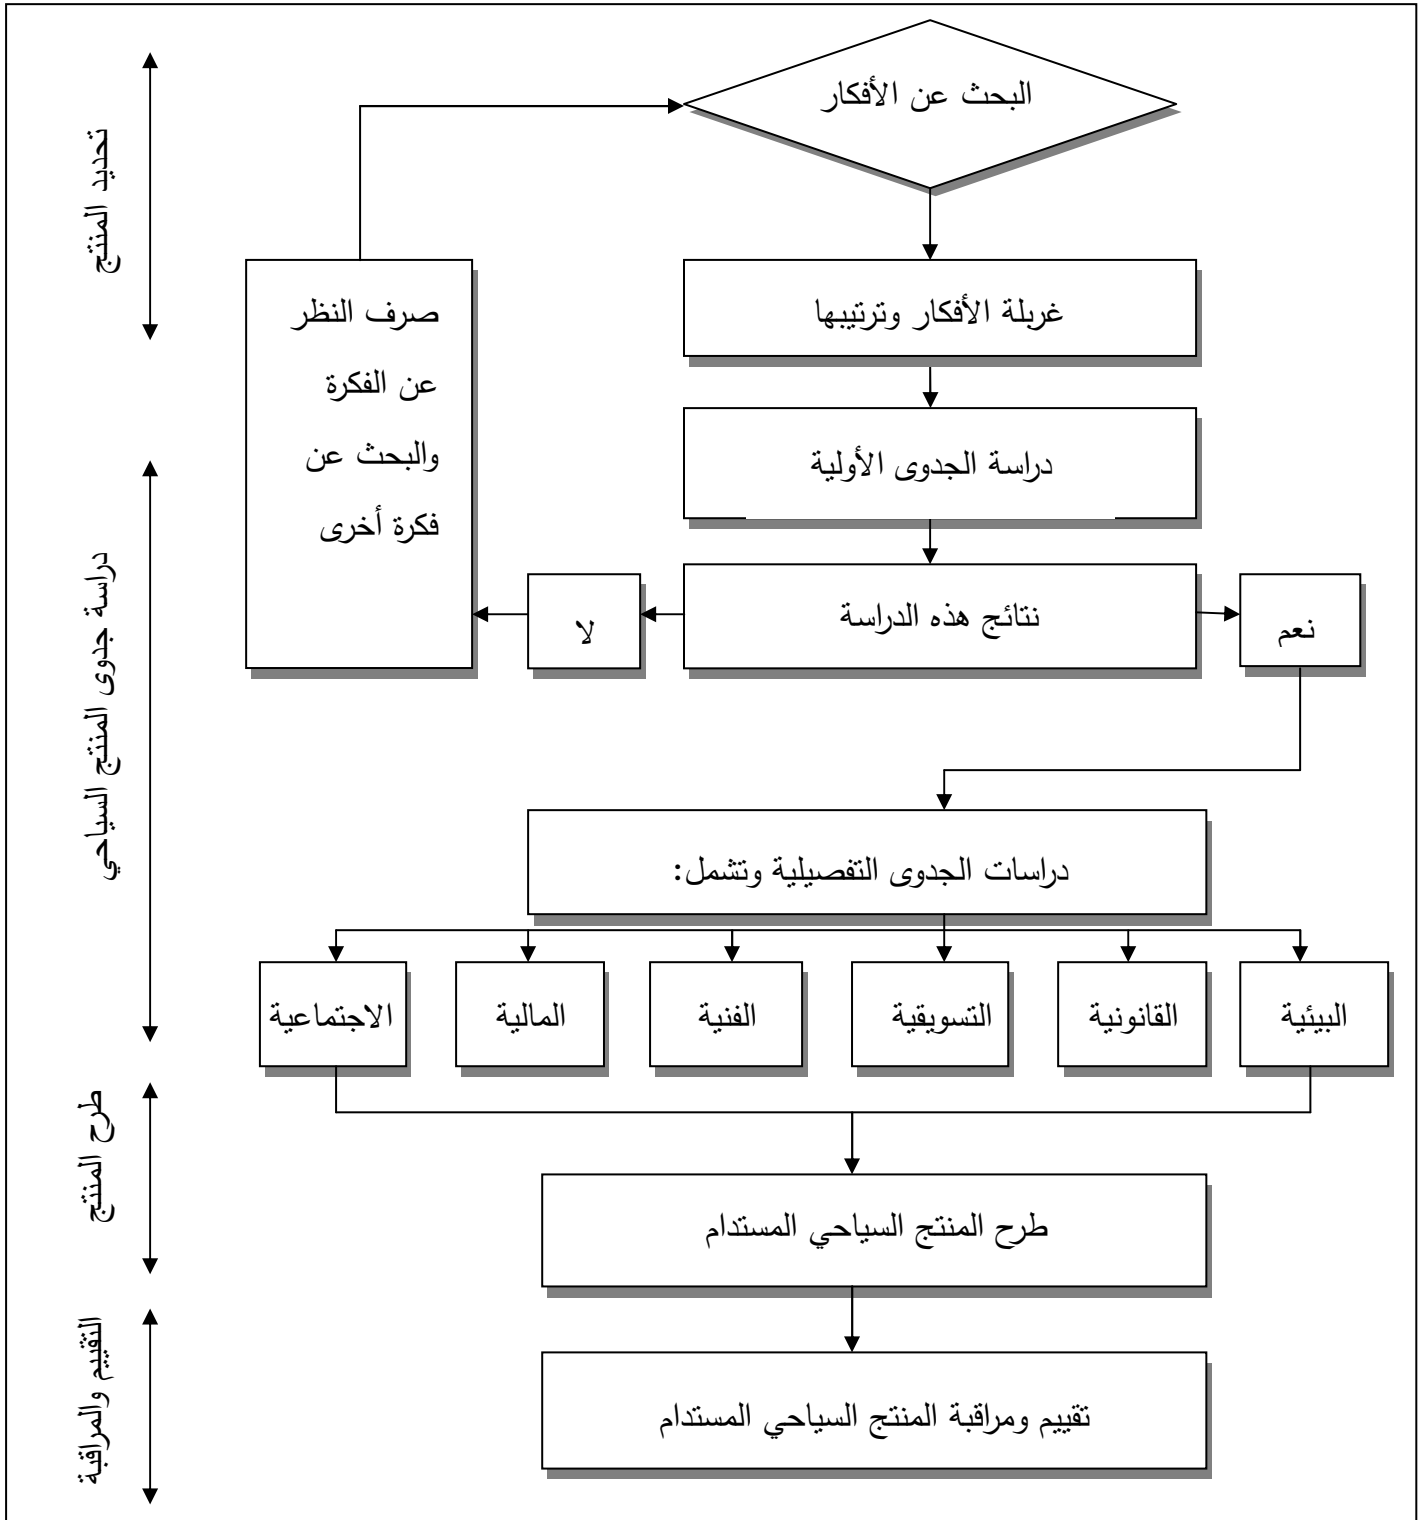 البحث عن الأفكار
تحديد المنتج
غربلة الأفكار وترتيبها
صرف النظر
عن الفكرة
والبحث عن
فكرة أخرى
دراسة الجدوى الأولية
نعم
نتائج هذه الدراسة
لا
دراسة جدوى المنتج السياحي
دراسات الجدوى التفصيلية وتشمل:
البيئية
القانونية
التسويقية
الفنية
المالية
الاجتماعية
طرح المنتج
طرح المنتج السياحي المستدام
التقييم والمراقبة
تقييم ومراقبة المنتج السياحي المستدام